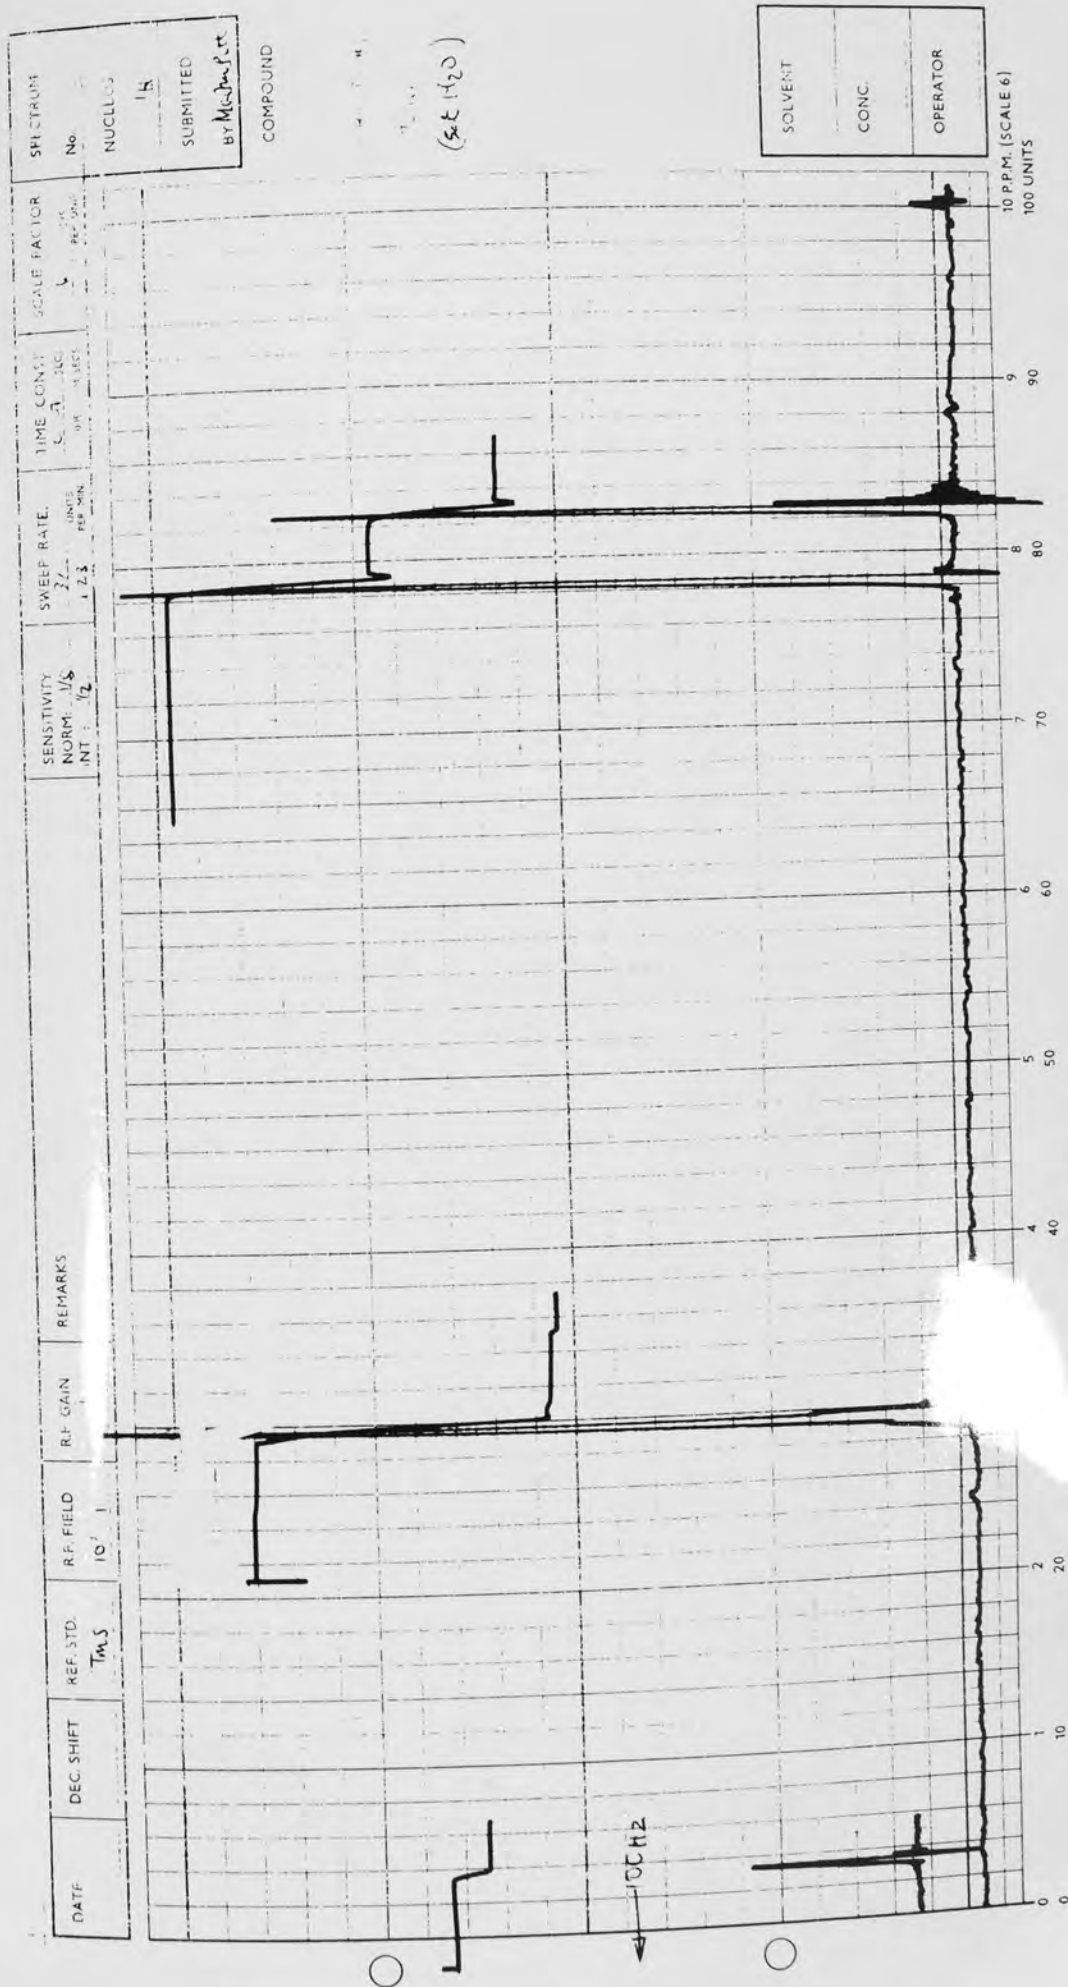 DATE
DEC. SHIFT
REF. STD.
TMS
R.F. FIELD
10
R.F. GAIN
REMARKS
SENSITIVITY
NORM: 1/8
INT: 1/2
SWEEP RATE.
UNITS
PER MIN.
TIME CONST
SCALE FACTOR
SPECTRUM
No.
NUCLEUS
1H
SUBMITTED
BY
COMPOUND
(sat H2O)
SOLVENT
CONC.
OPERATOR
100HZ
0 1 2 4 5 6 7 8 9 10 P.P.M. (SCALE 6)
0 10 20 40 50 60 70 80 90 100 UNITS